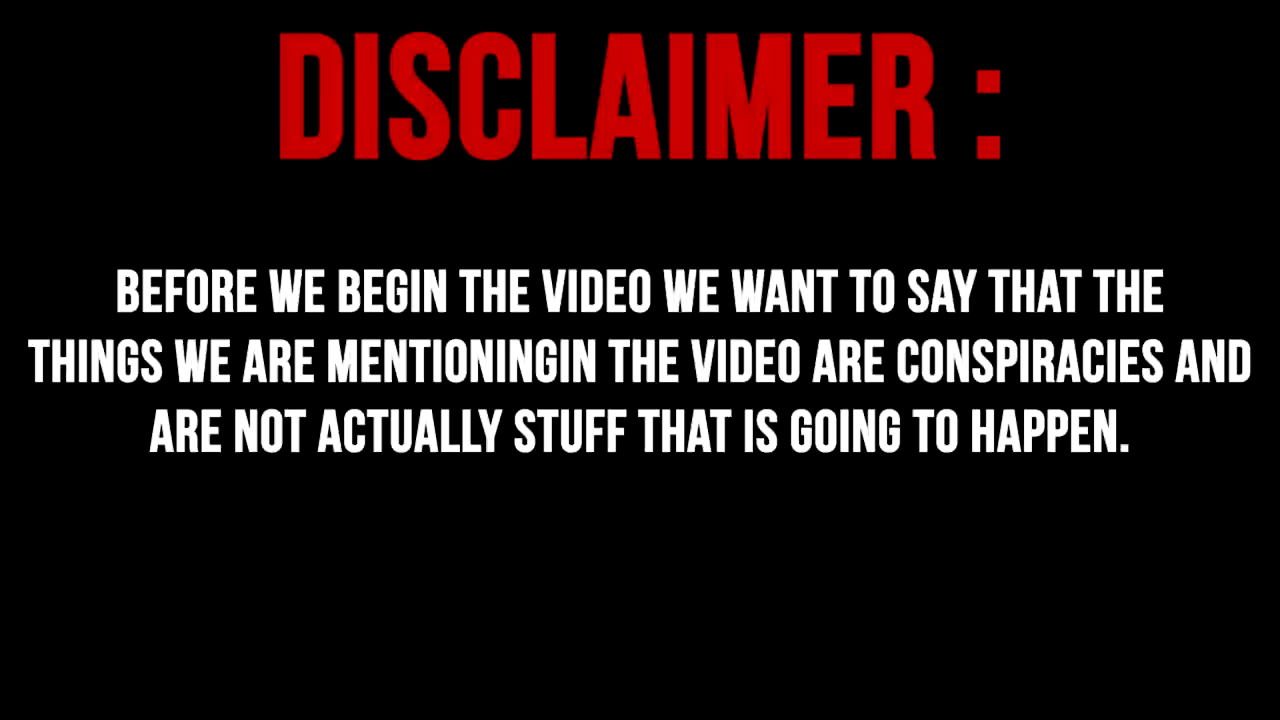 DISCLAIMER :
BEFORE WE BEGIN THE VIDEO WE WANT TO SAY THAT THE
THINGS WE ARE MENTIONINGIN THE VIDEO ARE CONSPIRACIES AND
ARE NOT ACTUALLY STUFF THAT IS GOING TO HAPPEN.